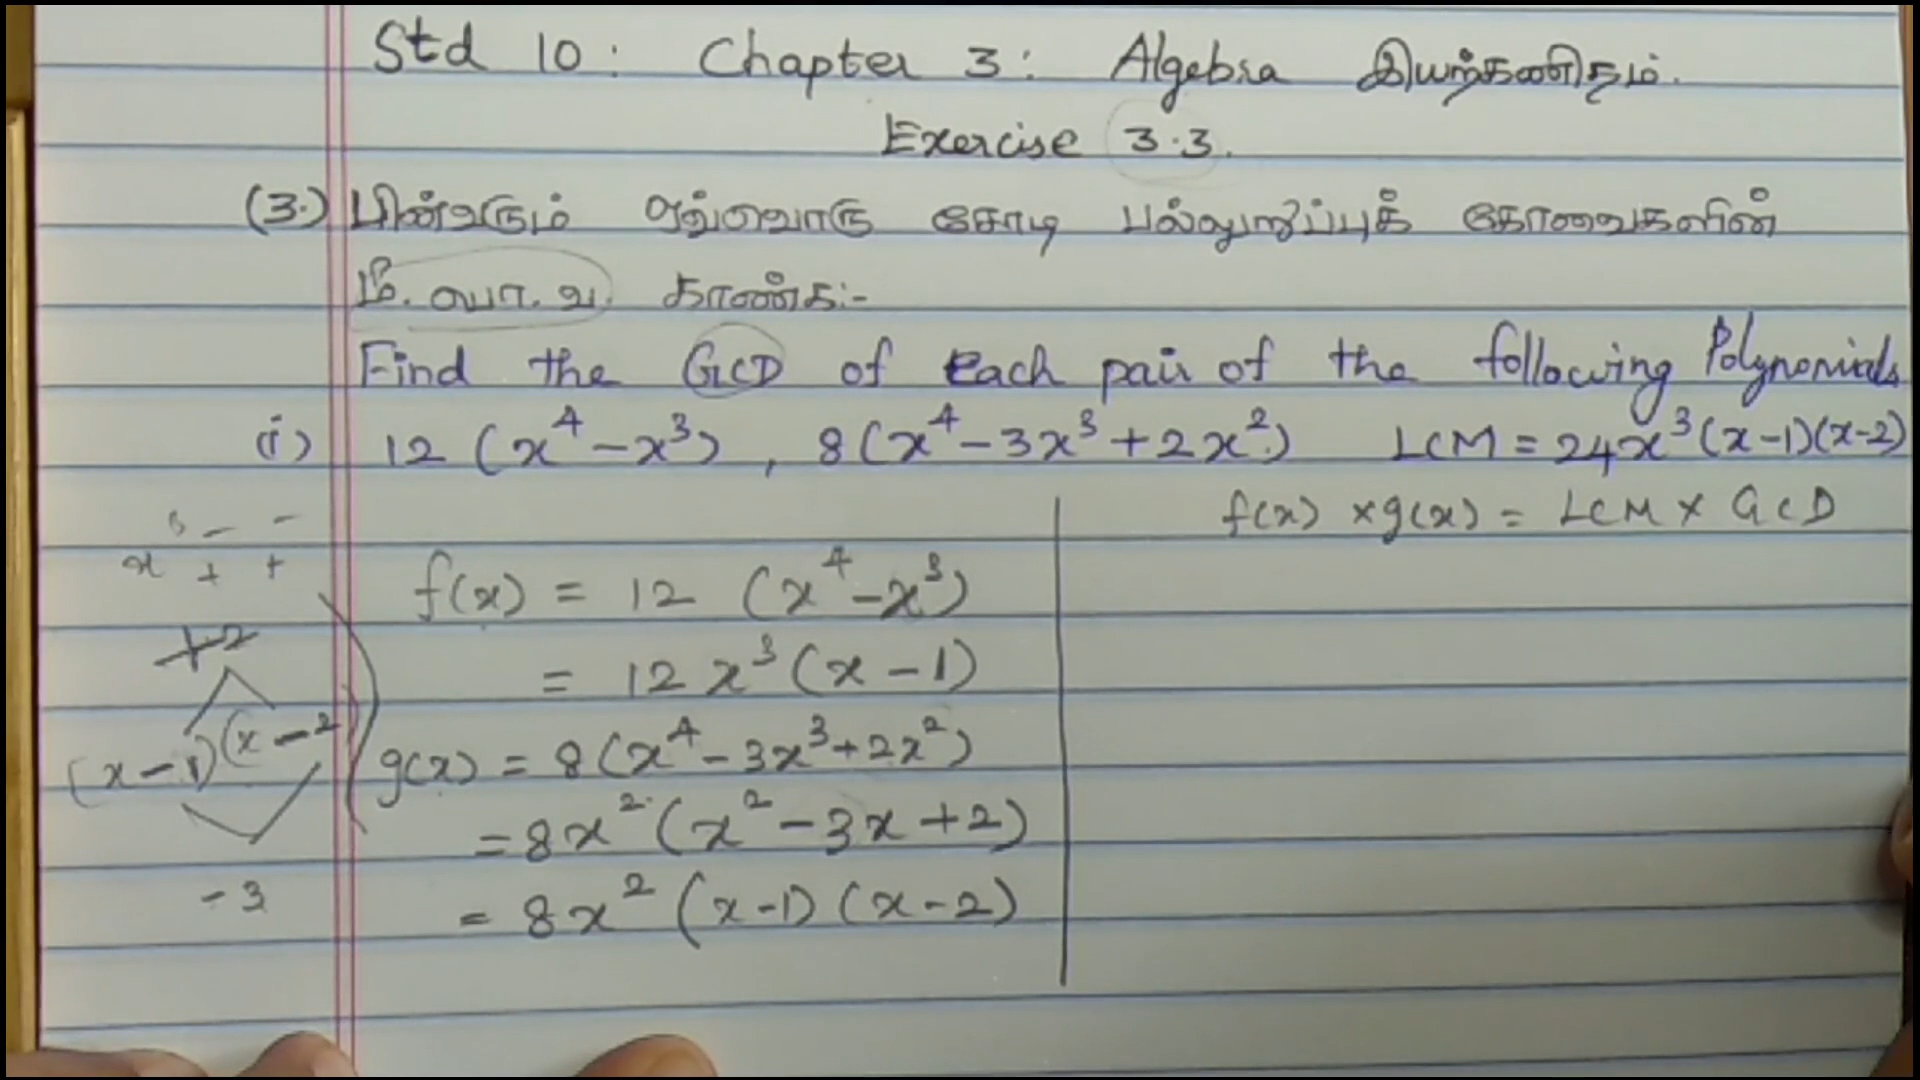 Std 10 : Chapter 3 : Algebra இயற்கணிதம்.
Exercise 3.3.
(3.) பின்வரும் ஒவ்வொரு சோடி பல்லுறுப்புக் கோவைகளின்
மீ. பொ. வ. காண்க:-
Find the GCD of each pair of the following Polynomials
(i) 12 (x⁴ - x³) , 8(x⁴ - 3x³ + 2x²) LCM = 24x³(x-1)(x-2)
f(x) × g(x) = LCM × GCD
f(x) = 12 (x⁴ - x³)
= 12 x³ (x - 1)
+2
(x-1) (x-2
-3
g(x) = 8(x⁴ - 3x³ + 2x²)
= 8x² (x² - 3x + 2)
= 8x² (x-1) (x-2)